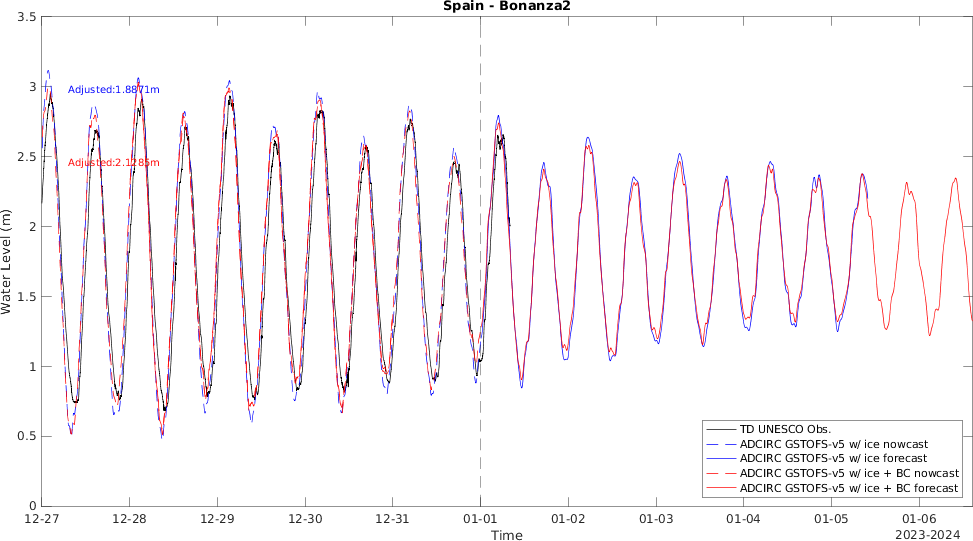 Spain - Bonanza2
3.5
3
2.5
2
1.5
1
0.5
0
Water Level (m)
Adjusted:1.8871m
Adjusted:2.1285m
TD UNESCO Obs.
ADCIRC GSTOFS-v5 w/ ice nowcast
ADCIRC GSTOFS-v5 w/ ice forecast
ADCIRC GSTOFS-v5 w/ ice + BC nowcast
ADCIRC GSTOFS-v5 w/ ice + BC forecast
12-27 12-28 12-29 12-30 12-31 01-01 01-02 01-03 01-04 01-05 01-06
Time
2023-2024